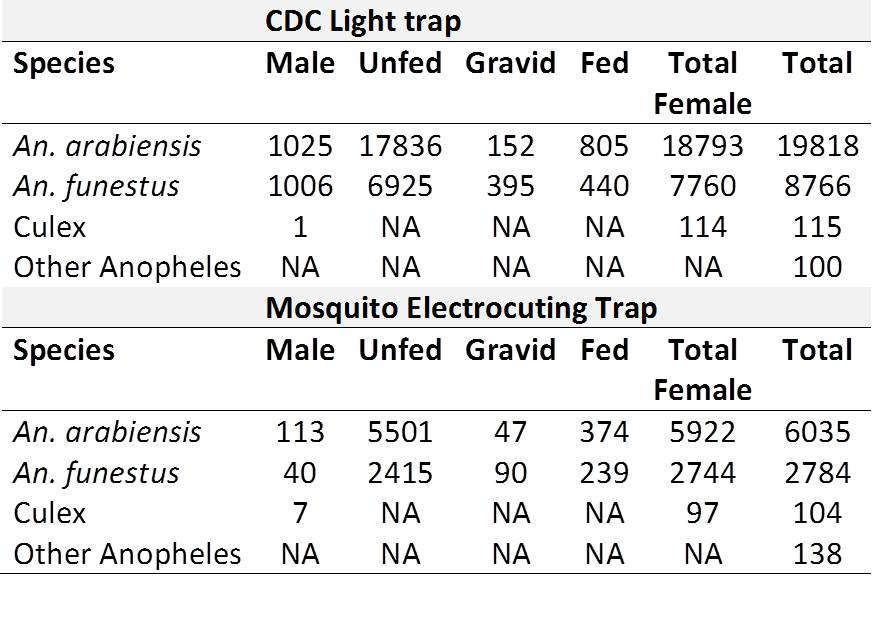 CDC Light trap
Species Male Unfed Gravid Fed Total Female Total
An. arabiensis 1025 17836 152 805 18793 19818
An. funestus 1006 6925 395 440 7760 8766
Culex 1 NA NA NA 114 115
Other Anopheles NA NA NA NA NA 100
Mosquito Electrocuting Trap
Species Male Unfed Gravid Fed Total Female Total
An. arabiensis 113 5501 47 374 5922 6035
An. funestus 40 2415 90 239 2744 2784
Culex 7 NA NA NA 97 104
Other Anopheles NA NA NA NA NA 138